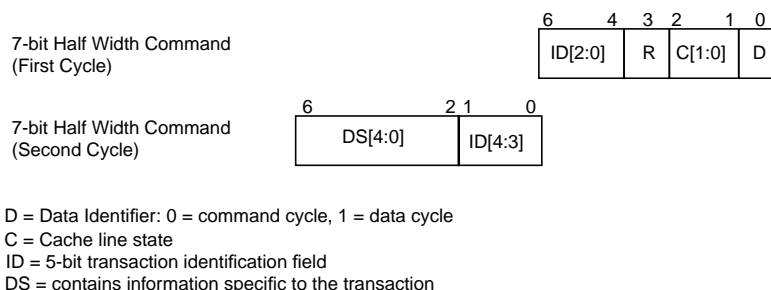 6 4 3 2 1 0
7-bit Half Width Command
(First Cycle)
ID[2:0] R C[1:0] D
6 2 1 0
7-bit Half Width Command
(Second Cycle)
DS[4:0] ID[4:3]
D = Data Identifier: 0 = command cycle, 1 = data cycle
C = Cache line state
ID = 5-bit transaction identification field
DS = contains information specific to the transaction